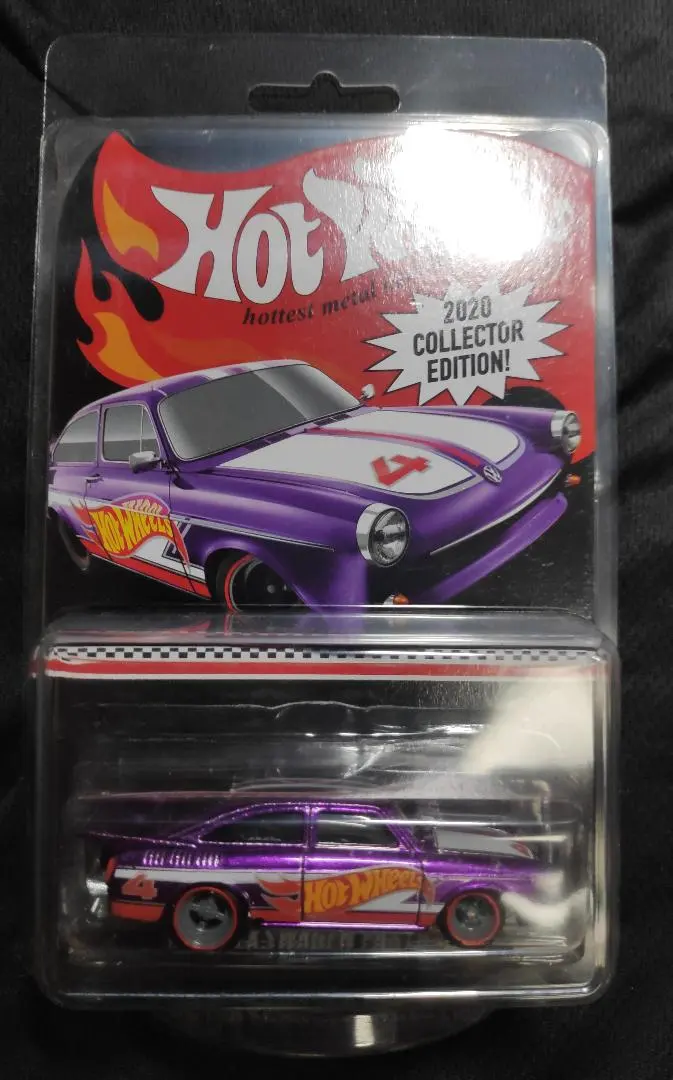 Hot
hottest metal
2020
COLLECTOR
EDITION!
4
HOT WHEELS
4
HOT WHEELS